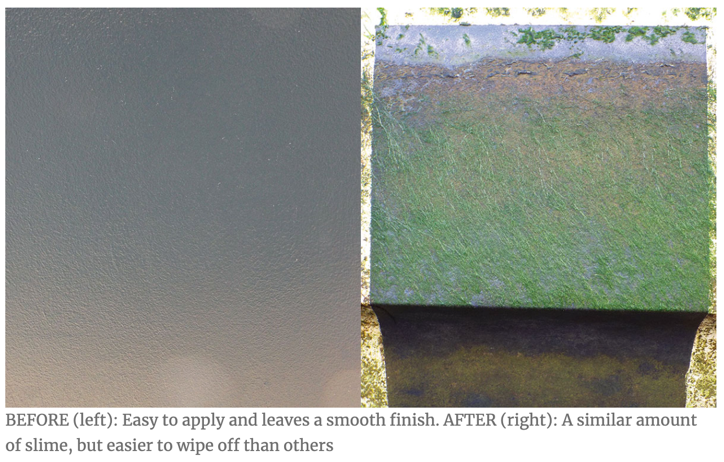 BEFORE (left): Easy to apply and leaves a smooth finish. AFTER (right): A similar amount
of slime, but easier to wipe off than others